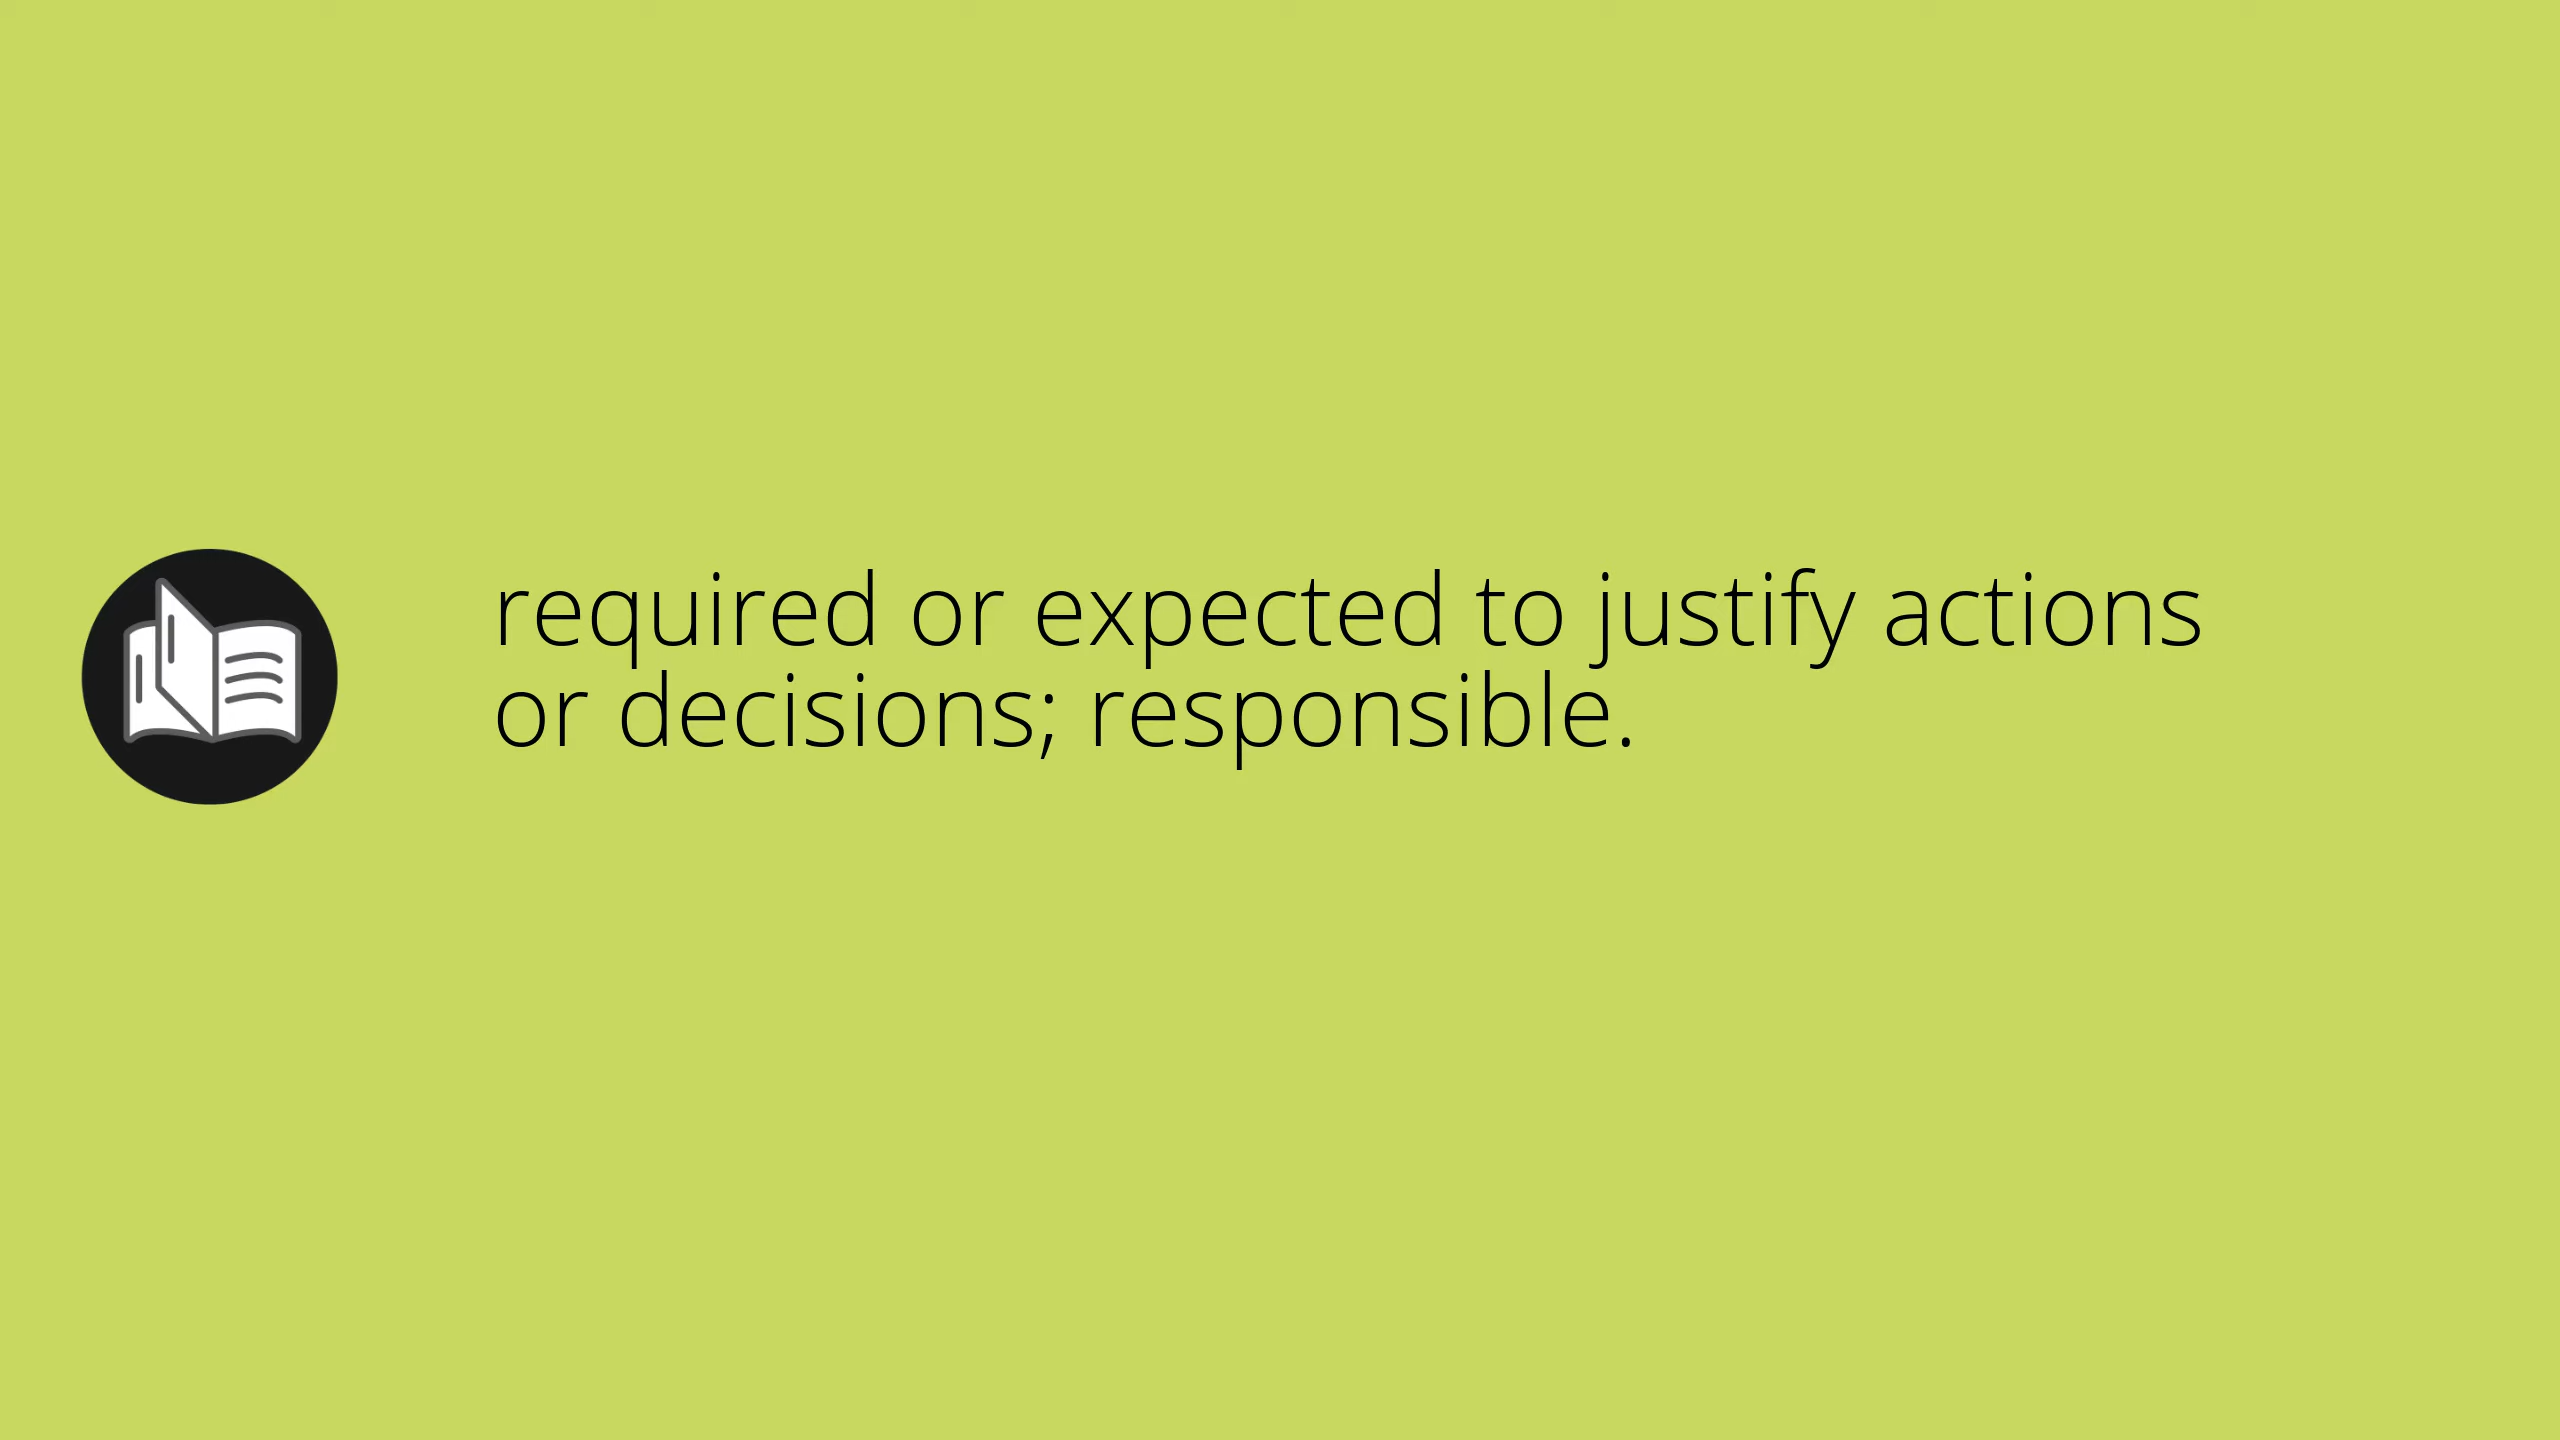 required or expected to justify actions
or decisions; responsible.